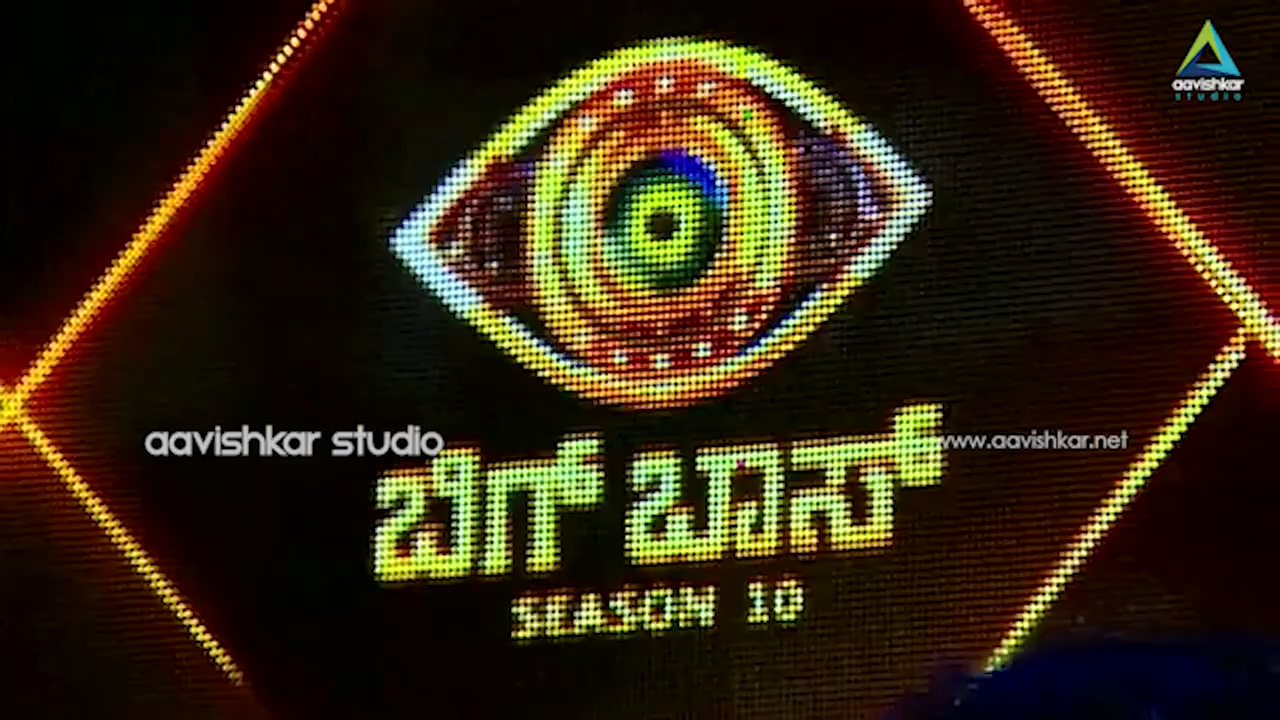 aavishkar
studio
aavishkar studio
www.aavishkar.net
ಬಿಗ್ ಬಾಸ್
SEASON 10